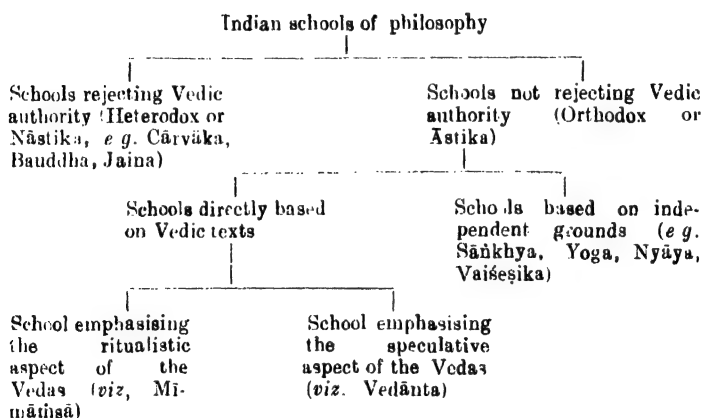 Indian schools of philosophy
Schools rejecting Vedic
authority (Heterodox or
Nāstika, e g. Cārvāka,
Bauddha, Jaina)
Schools not rejecting Vedic
authority (Orthodox or
Āstika)
Schools directly based
on Vedic texts
Schools based on inde-
pendent grounds (e g.
Sāṅkhya, Yoga, Nyāya,
Vaiśeṣika)
School emphasising
the ritualistic
aspect of the
Vedas (viz, Mī-
māṁsā)
School emphasising
the speculative
aspect of the Vedas
(viz. Vedānta)